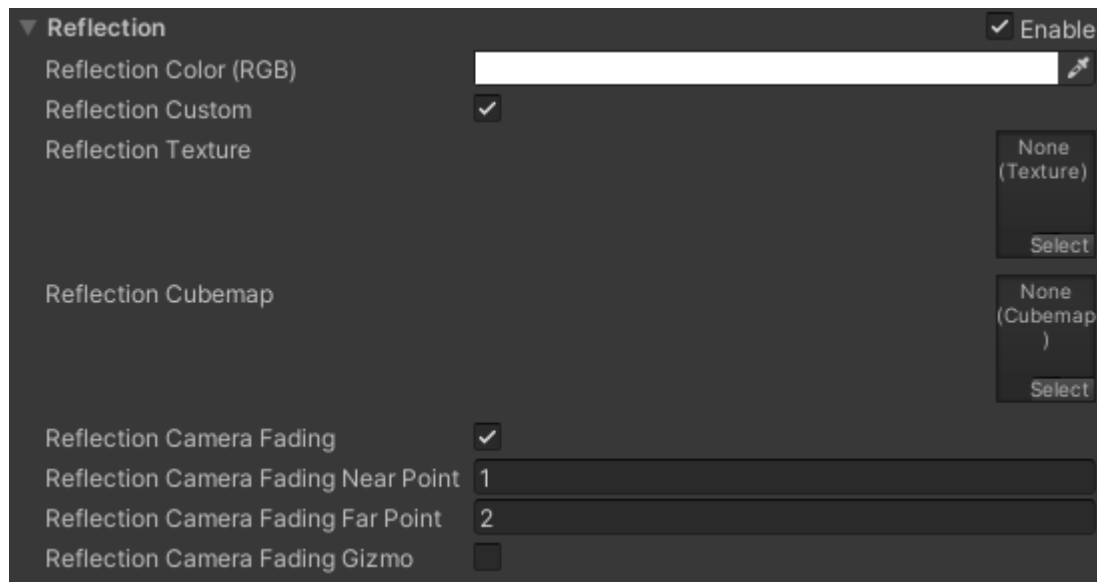 Reflection Enable
Reflection Color (RGB)
Reflection Custom
Reflection Texture
None
(Texture)
Select
Reflection Cubemap
None
(Cubemap
)
Select
Reflection Camera Fading
Reflection Camera Fading Near Point 1
Reflection Camera Fading Far Point 2
Reflection Camera Fading Gizmo